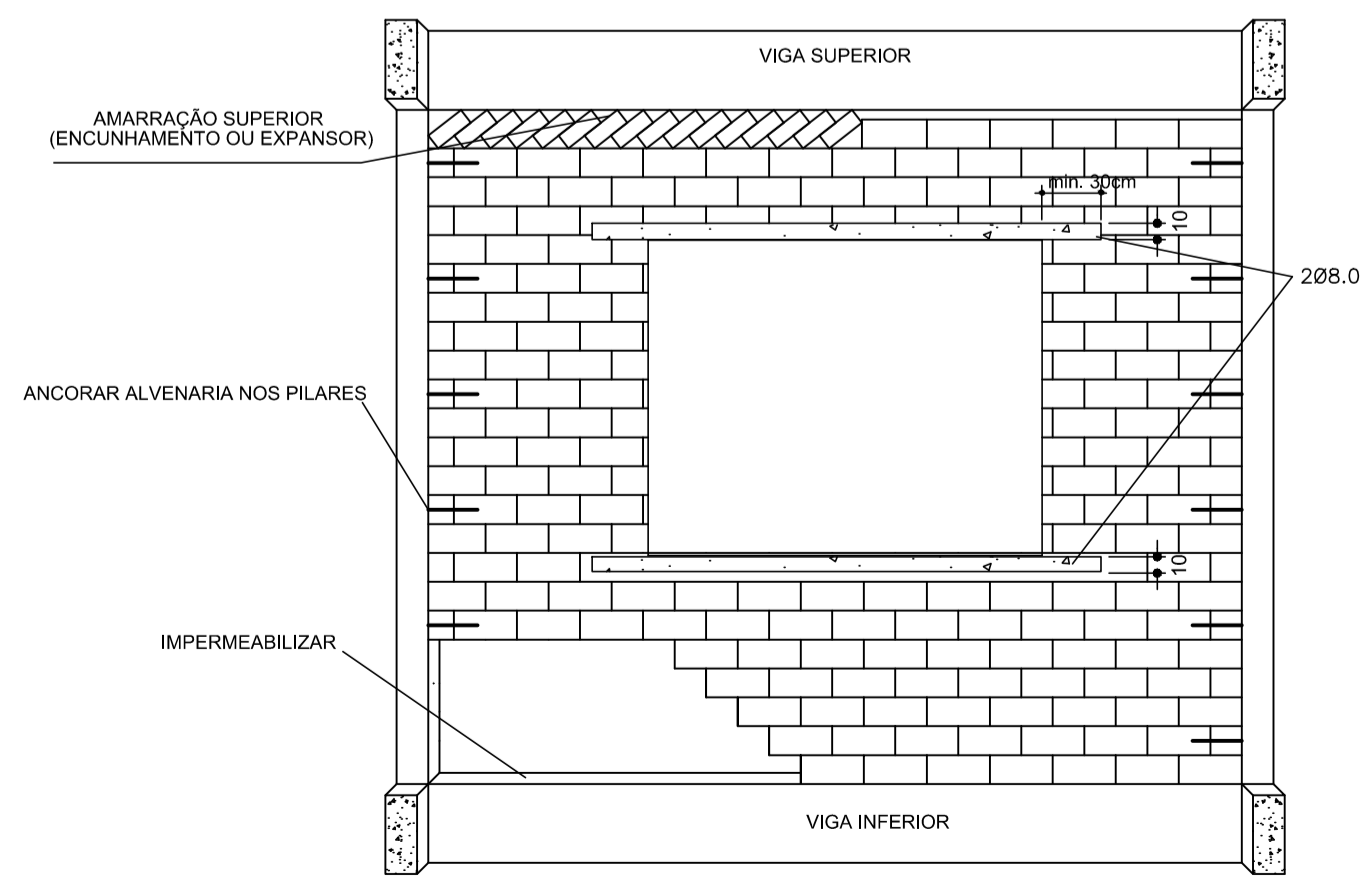 VIGA SUPERIOR
AMARRAÇÃO SUPERIOR
(ENCUNHAMENTO OU EXPANSOR)
min. 30cm
10
2Ø8.0
ANCORAR ALVENARIA NOS PILARES
10
IMPERMEABILIZAR
VIGA INFERIOR